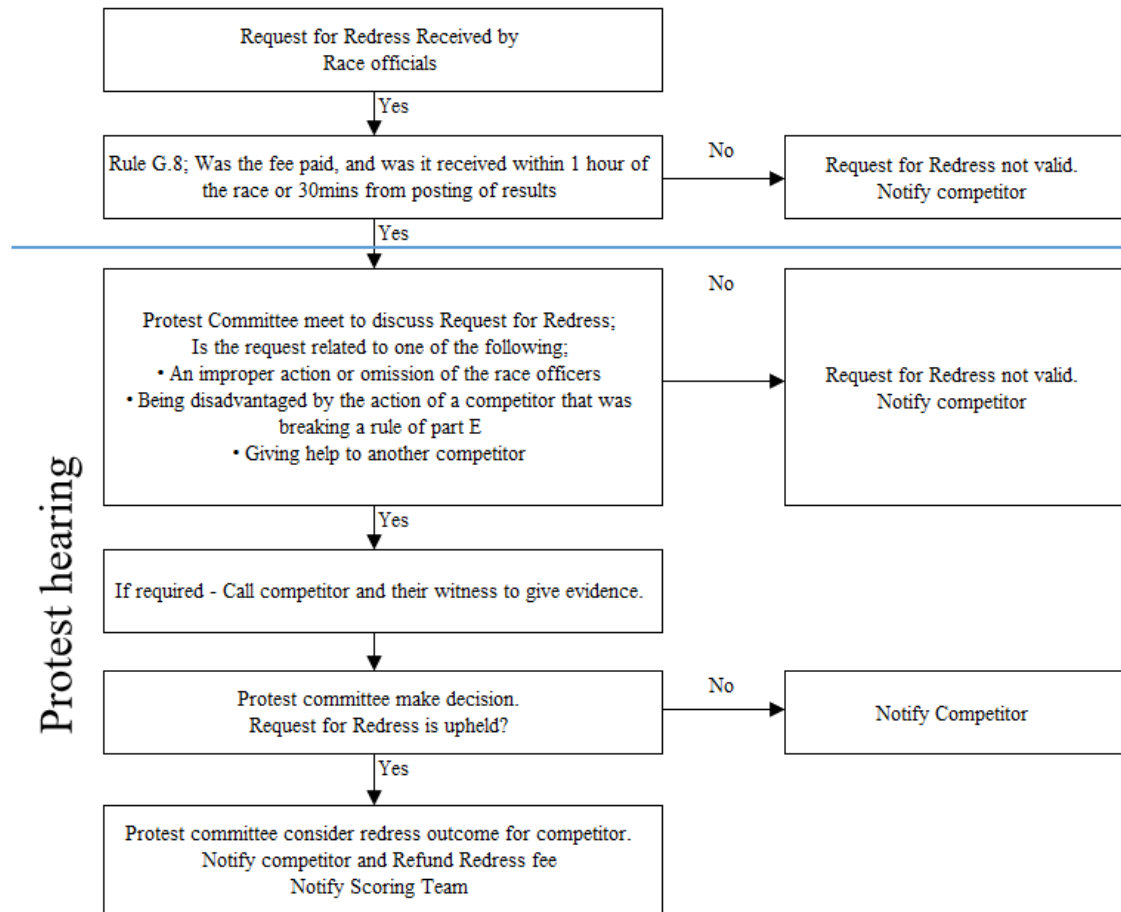 Request for Redress Received by
Race officials
Yes
Rule G.8; Was the fee paid, and was it received within 1 hour of
the race or 30mins from posting of results
No
Request for Redress not valid.
Notify competitor
Yes
Protest hearing
Protest Committee meet to discuss Request for Redress;
Is the request related to one of the following;
• An improper action or omission of the race officers
• Being disadvantaged by the action of a competitor that was
breaking a rule of part E
• Giving help to another competitor
No
Request for Redress not valid.
Notify competitor
Yes
If required - Call competitor and their witness to give evidence.
Protest committee make decision.
Request for Redress is upheld?
No
Notify Competitor
Yes
Protest committee consider redress outcome for competitor.
Notify competitor and Refund Redress fee
Notify Scoring Team